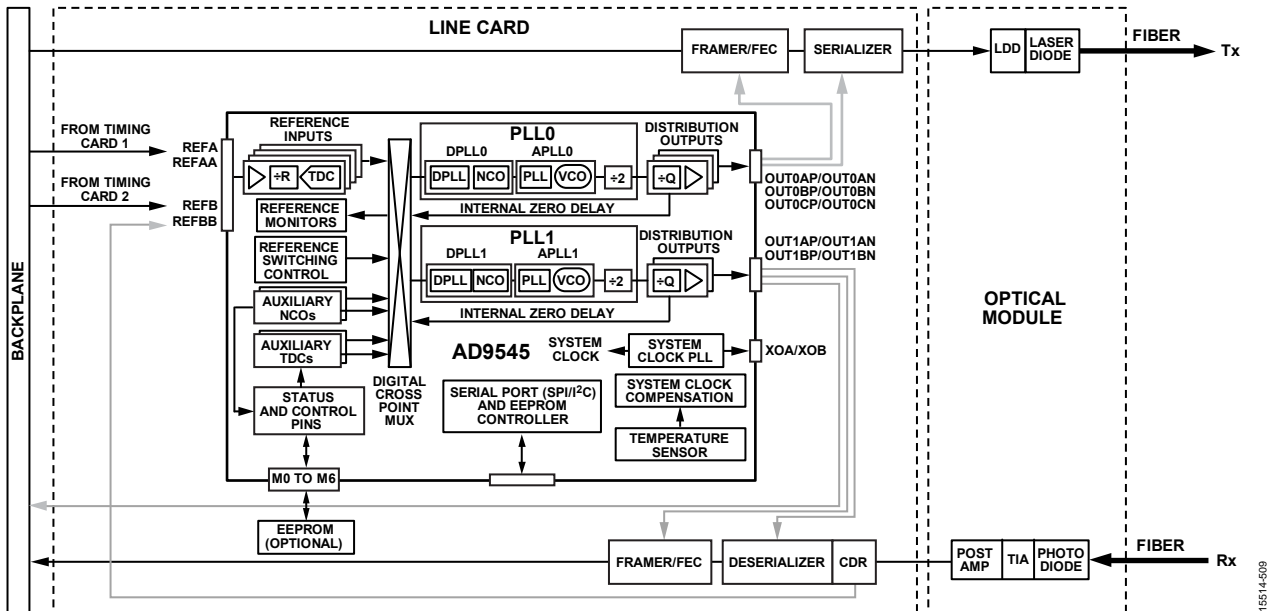 LINE CARD
FRAMER/FEC
SERIALIZER
LDD
LASER
DIODE
FIBER
Tx
BACKPLANE
FROM TIMING
CARD 1
FROM TIMING
CARD 2
REFA
REFAA
REFB
REFBB
REFERENCE
INPUTS
÷R
TDC
REFERENCE
MONITORS
REFERENCE
SWITCHING
CONTROL
AUXILIARY
NCOs
AUXILIARY
TDCs
STATUS
AND CONTROL
PINS
M0 TO M6
EEPROM
(OPTIONAL)
DIGITAL
CROSS
POINT
MUX
PLL0
DPLL0
APLL0
DPLL
NCO
PLL
VCO
÷2
DISTRIBUTION
OUTPUTS
÷Q
INTERNAL ZERO DELAY
OUT0AP/OUT0AN
OUT0BP/OUT0BN
OUT0CP/OUT0CN
PLL1
DPLL1
APLL1
DPLL
NCO
PLL
VCO
÷2
DISTRIBUTION
OUTPUTS
÷Q
INTERNAL ZERO DELAY
OUT1AP/OUT1AN
OUT1BP/OUT1BN
AD9545
SYSTEM
CLOCK
SYSTEM
CLOCK PLL
XOA/XOB
SERIAL PORT (SPI/I²C)
AND EEPROM
CONTROLLER
SYSTEM CLOCK
COMPENSATION
TEMPERATURE
SENSOR
OPTICAL
MODULE
FRAMER/FEC
DESERIALIZER
CDR
POST
AMP
TIA
PHOTO
DIODE
FIBER
Rx
15514-509